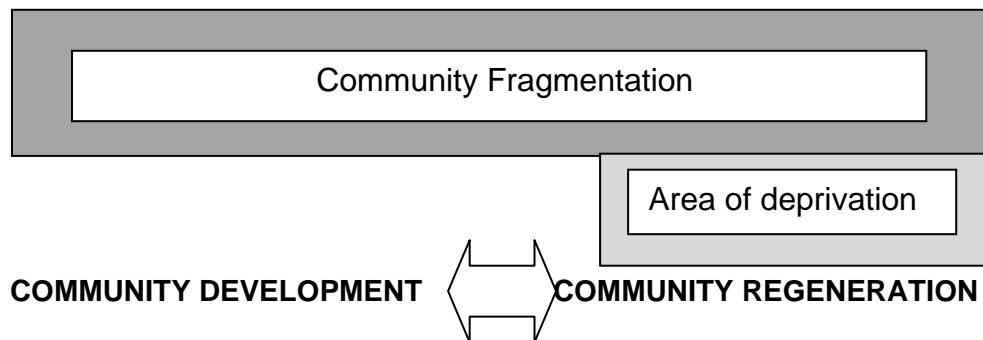 Community Fragmentation
Area of deprivation
COMMUNITY DEVELOPMENT
COMMUNITY REGENERATION